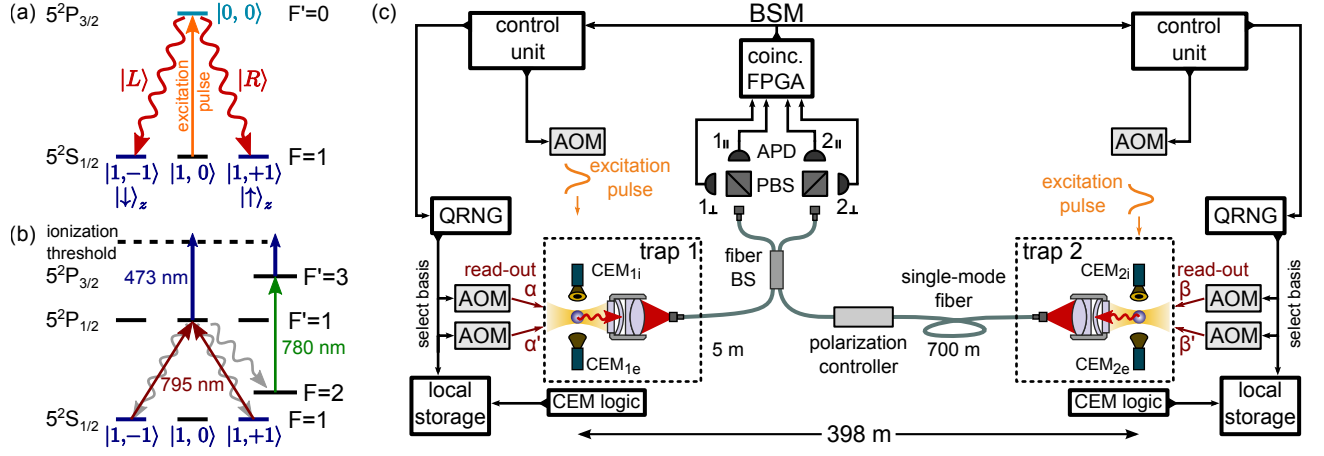 (a)
5²P₃/₂
|0, 0⟩
F'=0
|L⟩
excitation
pulse
|R⟩
5²S₁/₂
F=1
|1,−1⟩
|1, 0⟩
|1,+1⟩
|↓⟩z
|↑⟩z
(b)
ionization
threshold
5²P₃/₂
F'=3
473 nm
5²P₁/₂
F'=1
780 nm
795 nm
F=2
5²S₁/₂
F=1
|1,−1⟩
|1, 0⟩
|1,+1⟩
(c)
BSM
control
unit
coinc.
FPGA
control
unit
AOM
1॥
APD
2॥
AOM
excitation
pulse
PBS
1⊥
2⊥
excitation
pulse
QRNG
QRNG
trap 1
fiber
BS
single-mode
fiber
trap 2
select basis
read-out
α
AOM
α'
AOM
CEM₁ᵢ
CEM₁ₑ
5 m
polarization
controller
700 m
CEM₂ᵢ
CEM₂ₑ
read-out
β
AOM
β'
AOM
select basis
local
storage
CEM logic
CEM logic
local
storage
398 m